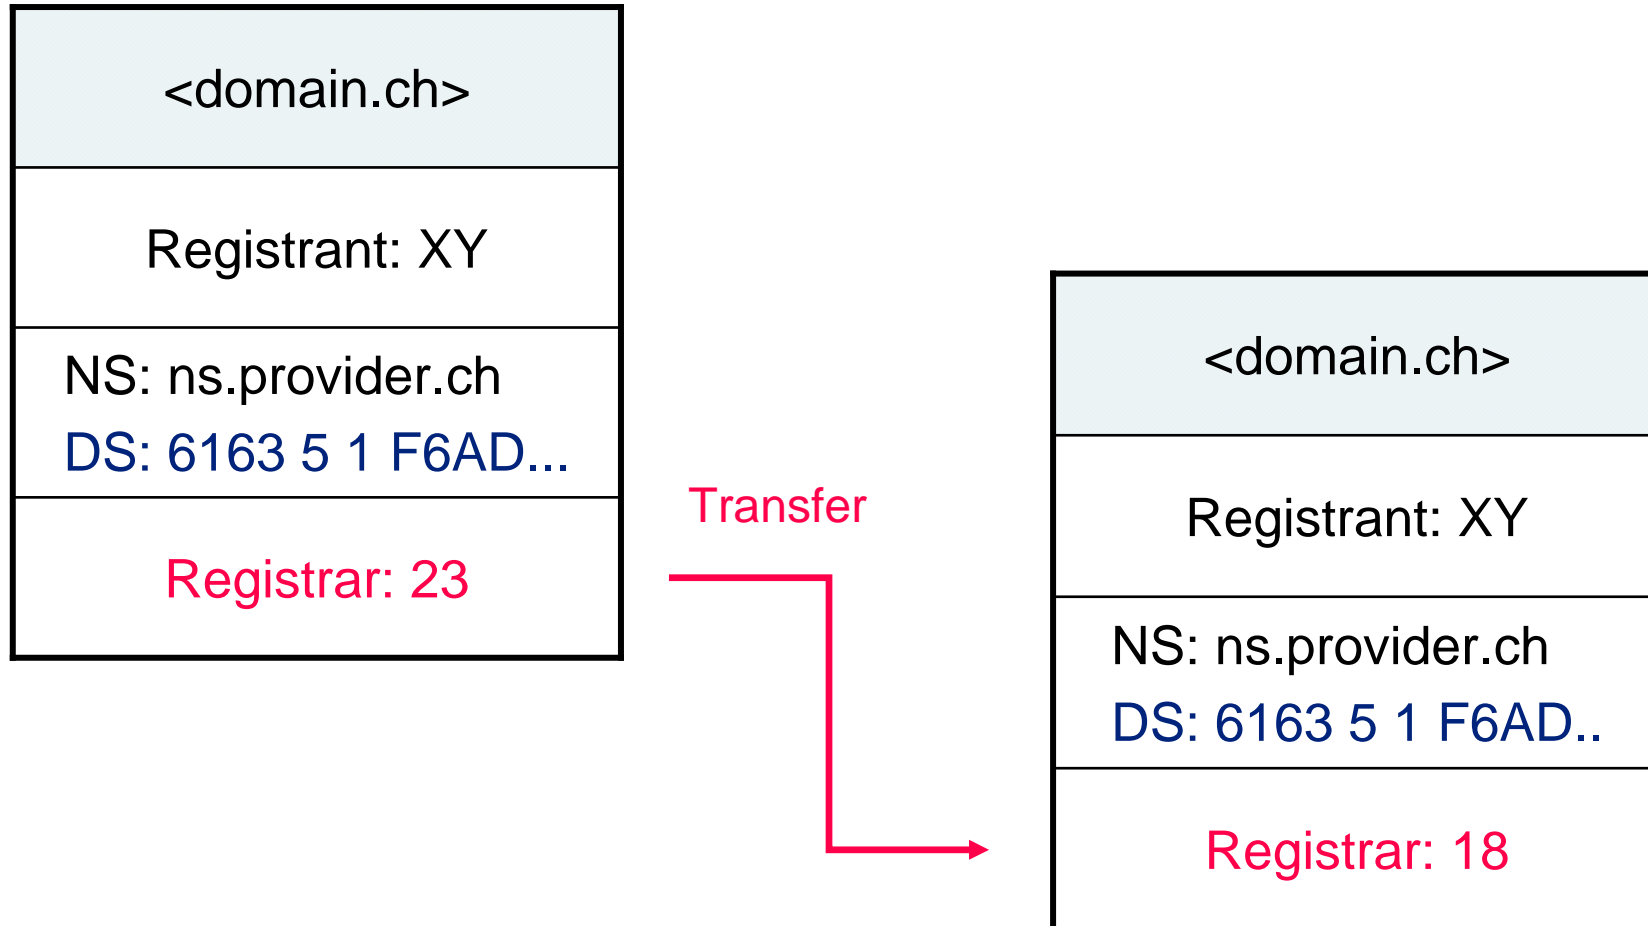 <domain.ch>
Registrant: XY
NS: ns.provider.ch
DS: 6163 5 1 F6AD...
Registrar: 23
Transfer
<domain.ch>
Registrant: XY
NS: ns.provider.ch
DS: 6163 5 1 F6AD..
Registrar: 18